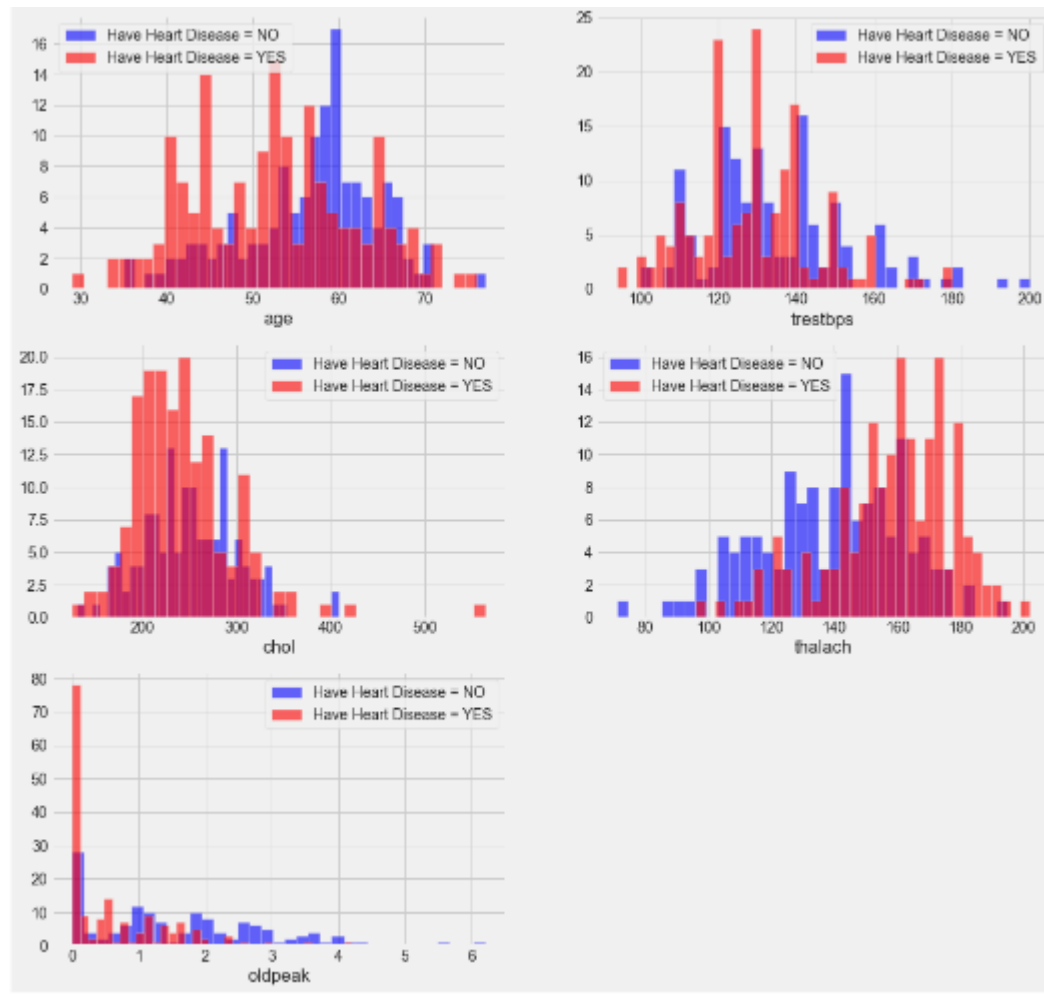 Have Heart Disease = NO
Have Heart Disease = YES
16
14
12
10
8
6
4
2
0
30 40 50 60 70
age
Have Heart Disease = NO
Have Heart Disease = YES
25
20
15
10
5
0
100 120 140 160 180 200
trestbps
Have Heart Disease = NO
Have Heart Disease = YES
20.0
17.5
15.0
12.5
10.0
7.5
5.0
2.5
0.0
200 300 400 500
chol
Have Heart Disease = NO
Have Heart Disease = YES
16
14
12
10
8
6
4
2
0
80 100 120 140 160 180 200
thalach
Have Heart Disease = NO
Have Heart Disease = YES
80
70
60
50
40
30
20
10
0
0 1 2 3 4 5 6
oldpeak